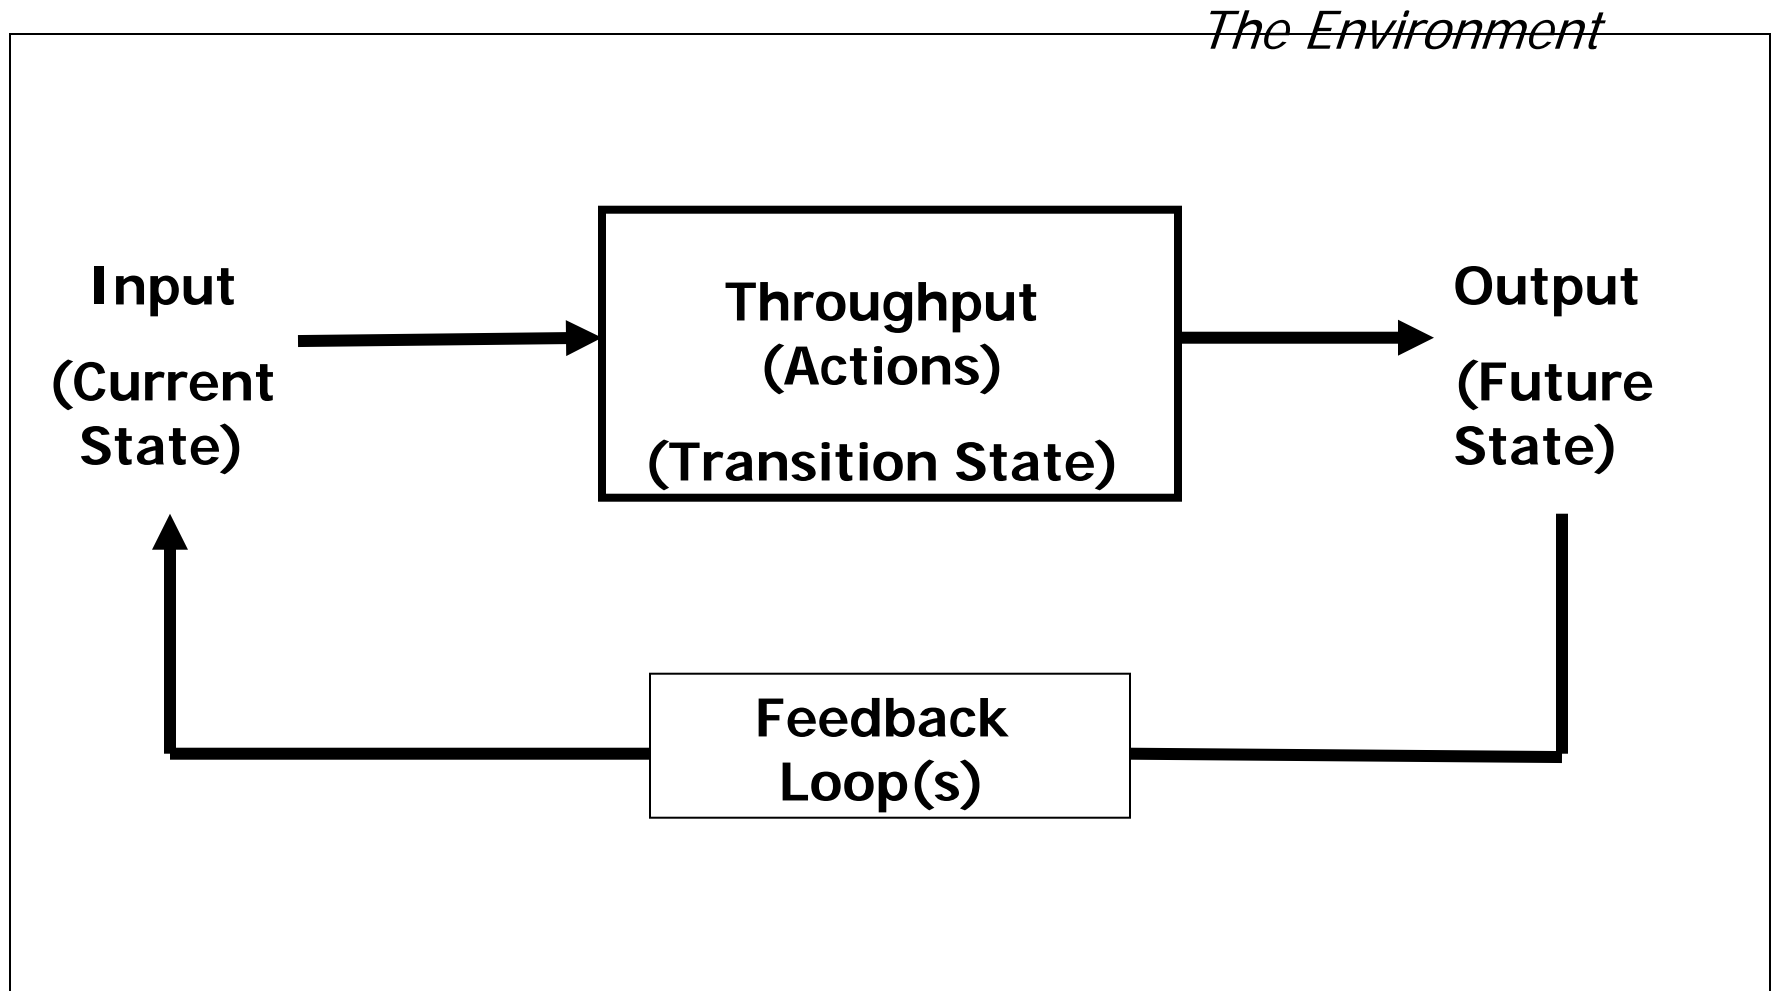 The Environment
Input
(Current
State)
Throughput
(Actions)
(Transition State)
Output
(Future
State)
Feedback
Loop(s)